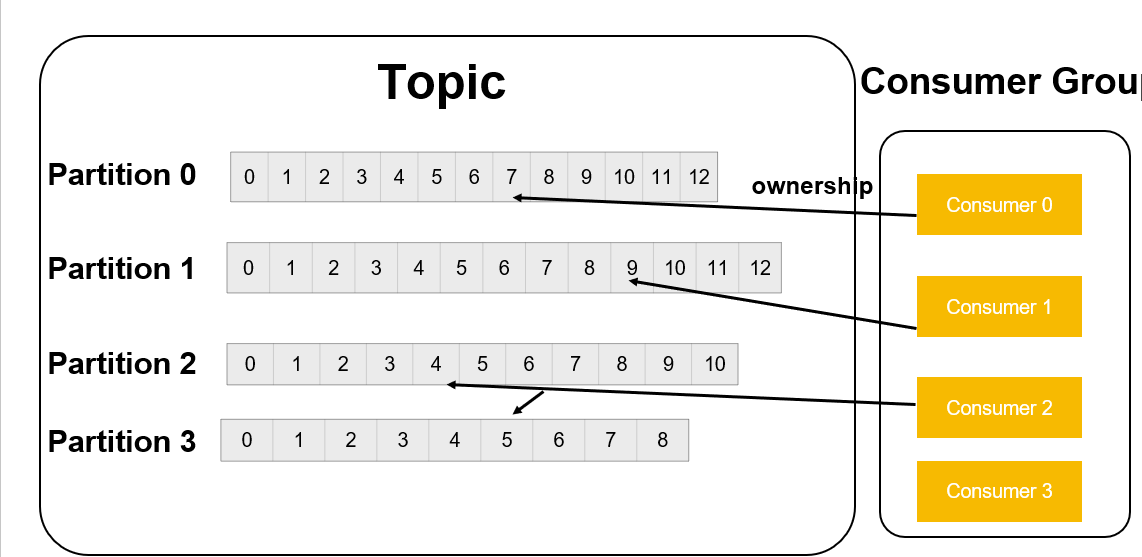 Topic
Consumer Grou
Partition 0 0 1 2 3 4 5 6 7 8 9 10 11 12
ownership
Consumer 0
Partition 1 0 1 2 3 4 5 6 7 8 9 10 11 12
Consumer 1
Partition 2 0 1 2 3 4 5 6 7 8 9 10
Consumer 2
Partition 3 0 1 2 3 4 5 6 7 8
Consumer 3